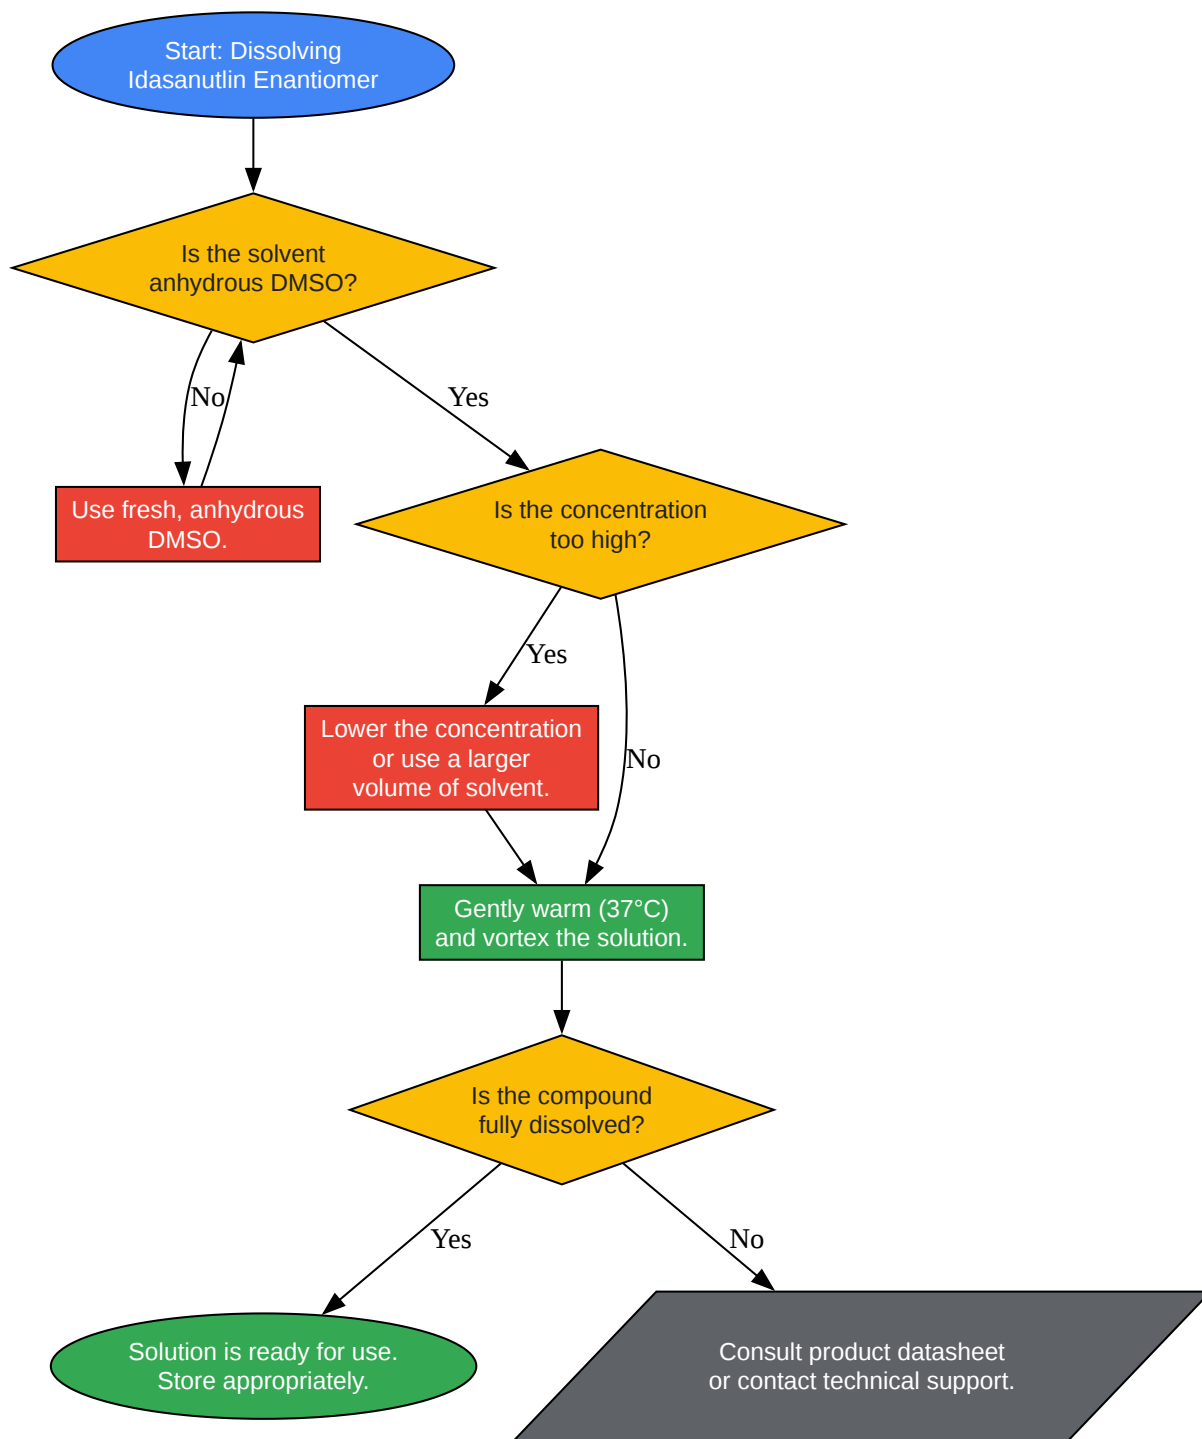 Start: Dissolving
Idasanutlin Enantiomer
Is the solvent
anhydrous DMSO?
No
Yes
Use fresh, anhydrous
DMSO.
Is the concentration
too high?
Yes
Lower the concentration
or use a larger
volume of solvent.
No
Gently warm (37°C)
and vortex the solution.
Is the compound
fully dissolved?
Yes
No
Solution is ready for use.
Store appropriately.
Consult product datasheet
or contact technical support.